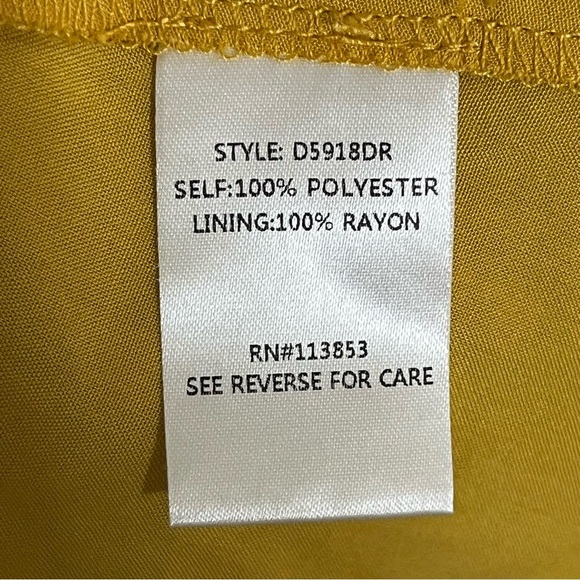 STYLE: D5918DR
SELF:100% POLYESTER
LINING:100% RAYON
RN#113853
SEE REVERSE FOR CARE